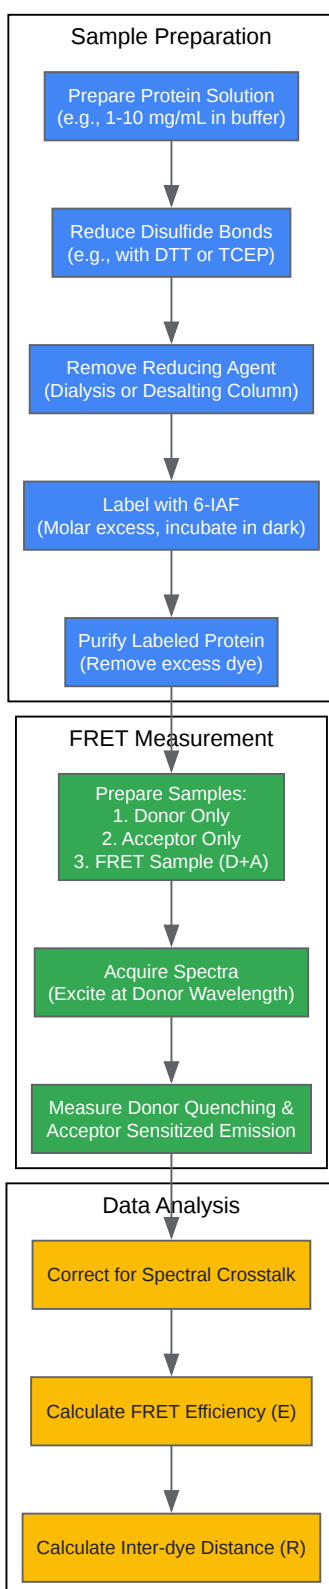 Sample Preparation
Prepare Protein Solution
(e.g., 1-10 mg/mL in buffer)
Reduce Disulfide Bonds
(e.g., with DTT or TCEP)
Remove Reducing Agent
(Dialysis or Desalting Column)
Label with 6-IAF
(Molar excess, incubate in dark)
Purify Labeled Protein
(Remove excess dye)
FRET Measurement
Prepare Samples:
1. Donor Only
2. Acceptor Only
3. FRET Sample (D+A)
Acquire Spectra
(Excite at Donor Wavelength)
Measure Donor Quenching &
Acceptor Sensitized Emission
Data Analysis
Correct for Spectral Crosstalk
Calculate FRET Efficiency (E)
Calculate Inter-dye Distance (R)